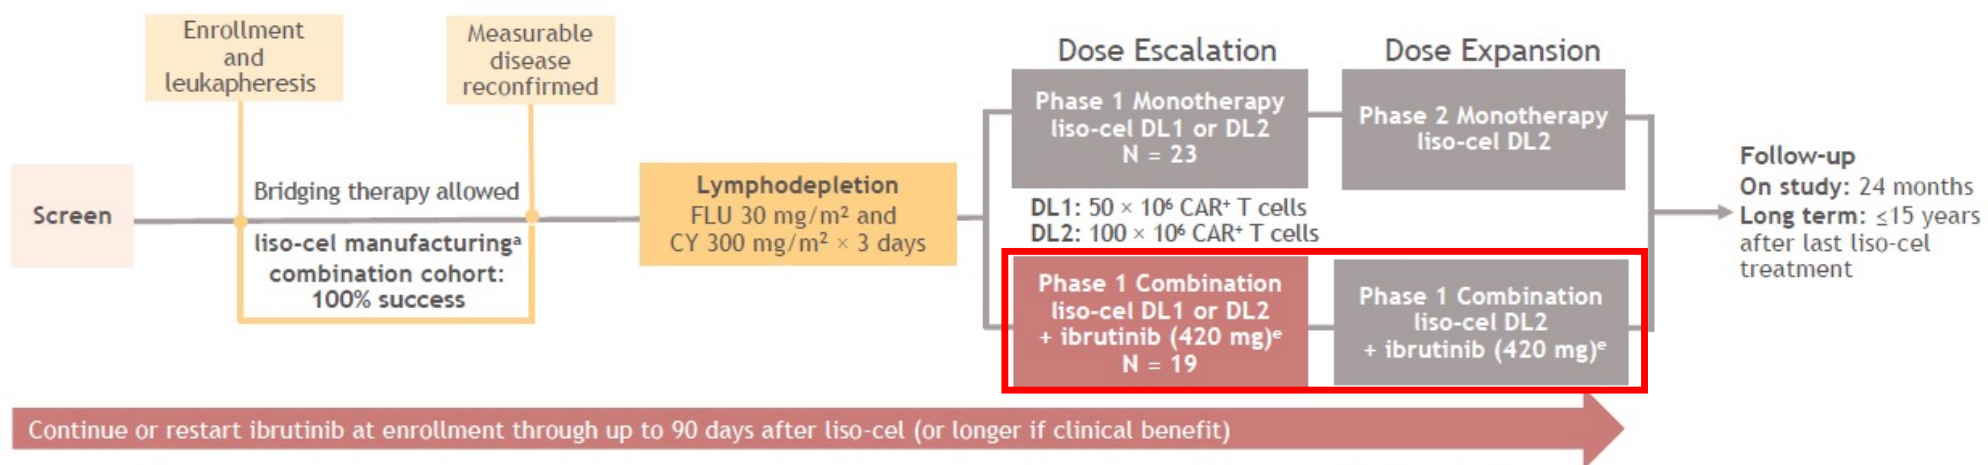 Enrollment
and
leukapheresis
Measurable
disease
reconfirmed
Screen
Bridging therapy allowed
liso-cel manufacturingᵃ
combination cohort:
100% success
Lymphodepletion
FLU 30 mg/m² and
CY 300 mg/m² × 3 days
Dose Escalation
Phase 1 Monotherapy
liso-cel DL1 or DL2
N = 23
DL1: 50 × 10⁶ CAR⁺ T cells
DL2: 100 × 10⁶ CAR⁺ T cells
Phase 1 Combination
liso-cel DL1 or DL2
+ ibrutinib (420 mg)ᵉ
N = 19
Dose Expansion
Phase 2 Monotherapy
liso-cel DL2
Phase 1 Combination
liso-cel DL2
+ ibrutinib (420 mg)ᵉ
Follow-up
On study: 24 months
Long term: ≤15 years
after last liso-cel
treatment
Continue or restart ibrutinib at enrollment through up to 90 days after liso-cel (or longer if clinical benefit)